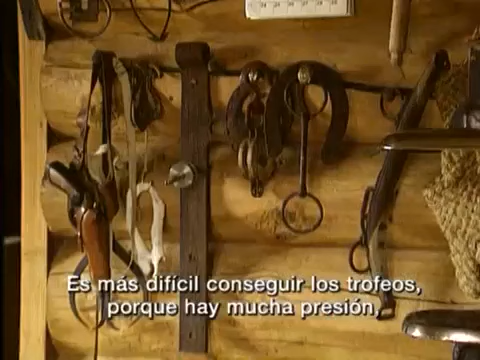 Es más difícil conseguir los trofeos,
porque hay mucha presión.